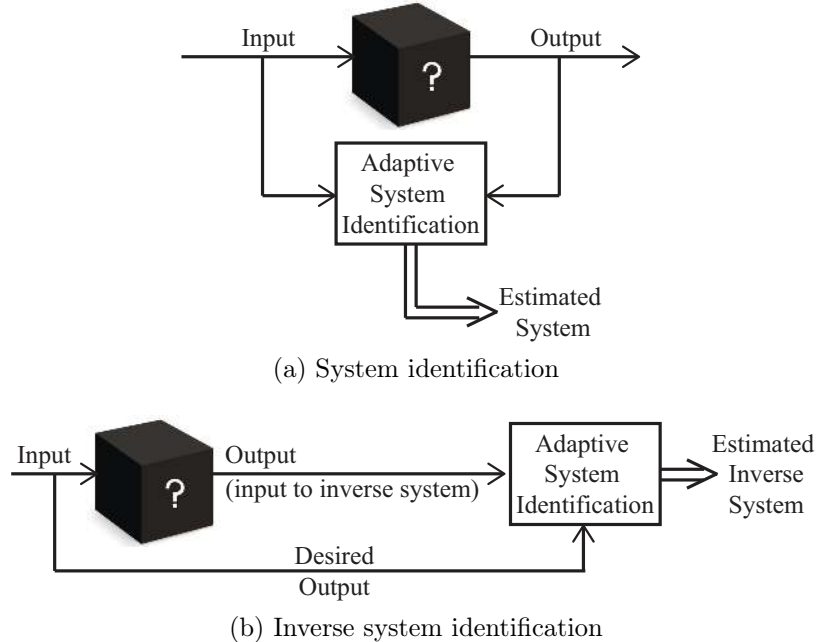 Input
Output
?
Adaptive
System
Identification
Estimated
System
(a) System identification
Input
?
Output
(input to inverse system)
Adaptive
System
Identification
Estimated
Inverse
System
Desired
Output
(b) Inverse system identification